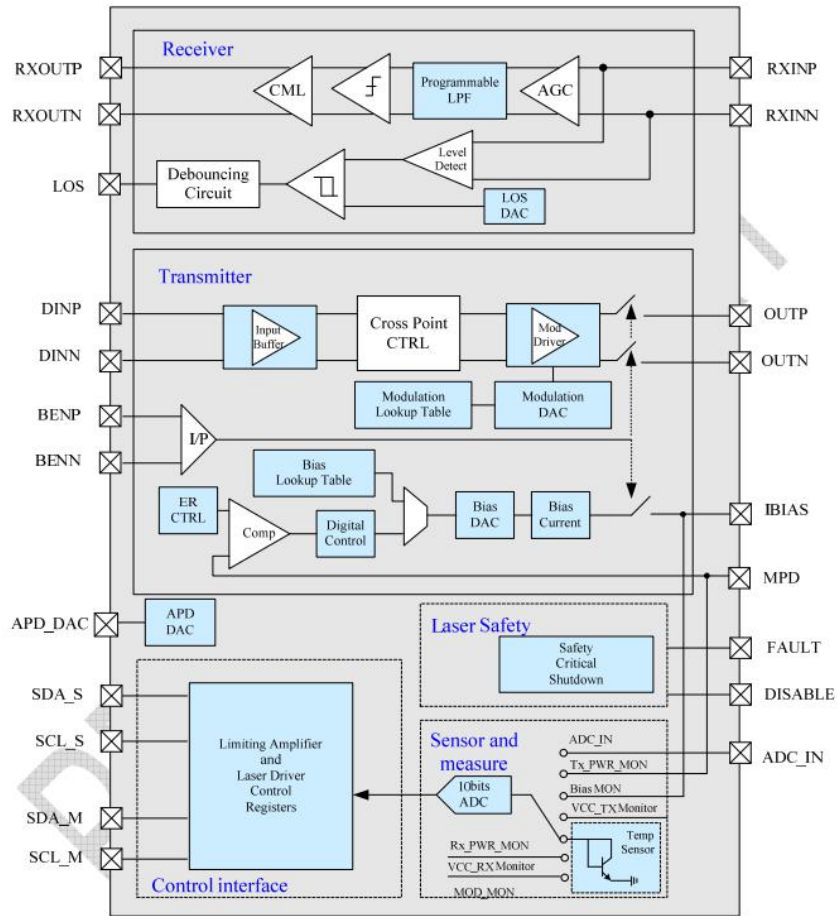 Receiver
RXOUTP
RXOUTN
LOS
CML
Programmable
LPF
AGC
RXINP
RXINN
Level
Detect
Debouncing
Circuit
LOS
DAC
Transmitter
DINP
DINN
BENP
BENN
Input
Buffer
Cross Point
CTRL
Mod
Driver
OUTP
OUTN
Modulation
Lookup Table
Modulation
DAC
I/P
Bias
Lookup Table
ER
CTRL
Comp
Digital
Control
Bias
DAC
Bias
Current
IBIAS
MPD
APD_DAC
APD
DAC
Laser Safety
Safety
Critical
Shutdown
FAULT
DISABLE
SDA_S
SCL_S
SDA_M
SCL_M
Limiting Amplifier
and
Laser Driver
Control
Registers
Control interface
Sensor and
measure
10bits
ADC
ADC_IN
Tx_PWR_MON
Bias MON
VCC_TX Monitor
Temp
Sensor
Rx_PWR_MON
VCC_RX Monitor
MOD_MON
ADC_IN